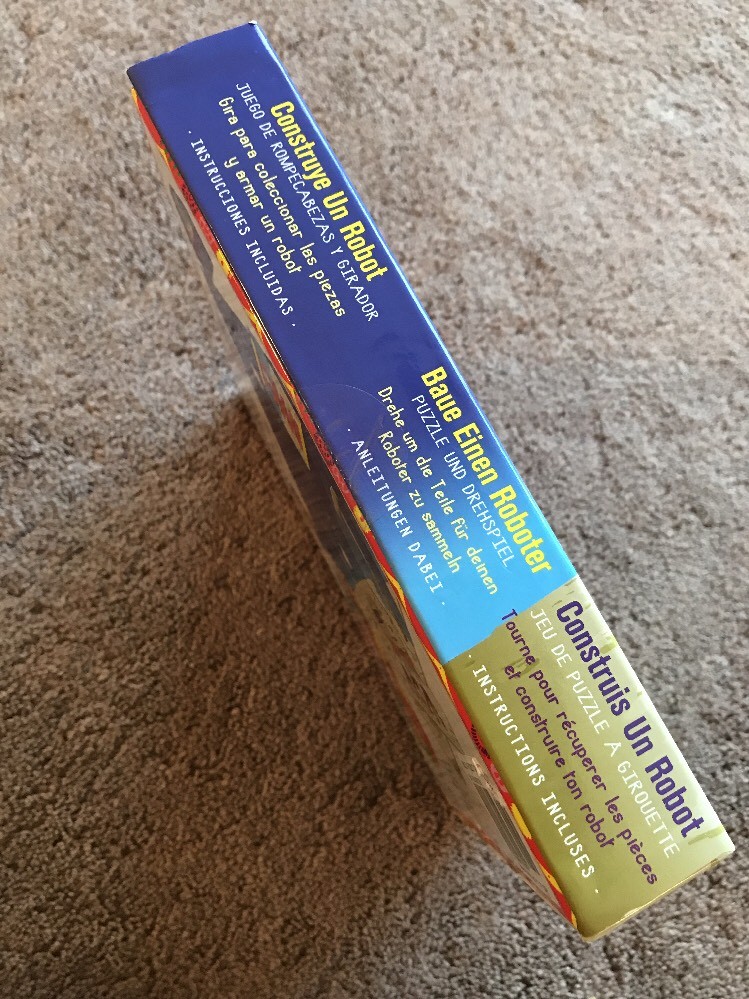 Construye Un Robot
JUEGO DE ROMPECABEZAS Y GIRADOR
Gira para coleccionar las piezas
y armar un robot
· INSTRUCCIONES INCLUIDAS ·
Baue Einen Roboter
PUZZLE UND DREHSPIEL
Drehe um die Teile für deinen
Roboter zu sammeln
· ANLEITUNGEN DABEI ·
Construis Un Robot
JEU DE PUZZLE À GIROUETTE
Tourne pour récuperer les pièces
et construire ton robot
· INSTRUCTIONS INCLUSES ·